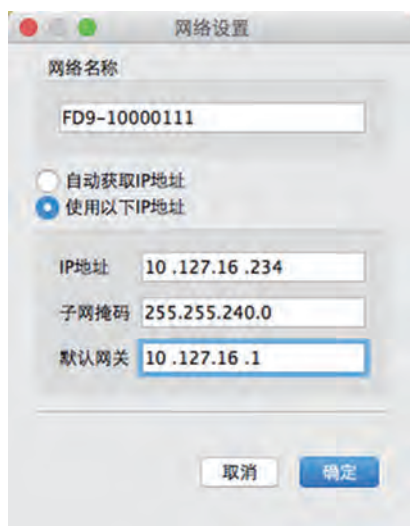 网络设置
网络名称
FD9-10000111
自动获取IP地址
使用以下IP地址
IP地址 10 .127.16 .234
子网掩码 255.255.240.0
默认网关 10 .127.16 .1
取消 确定